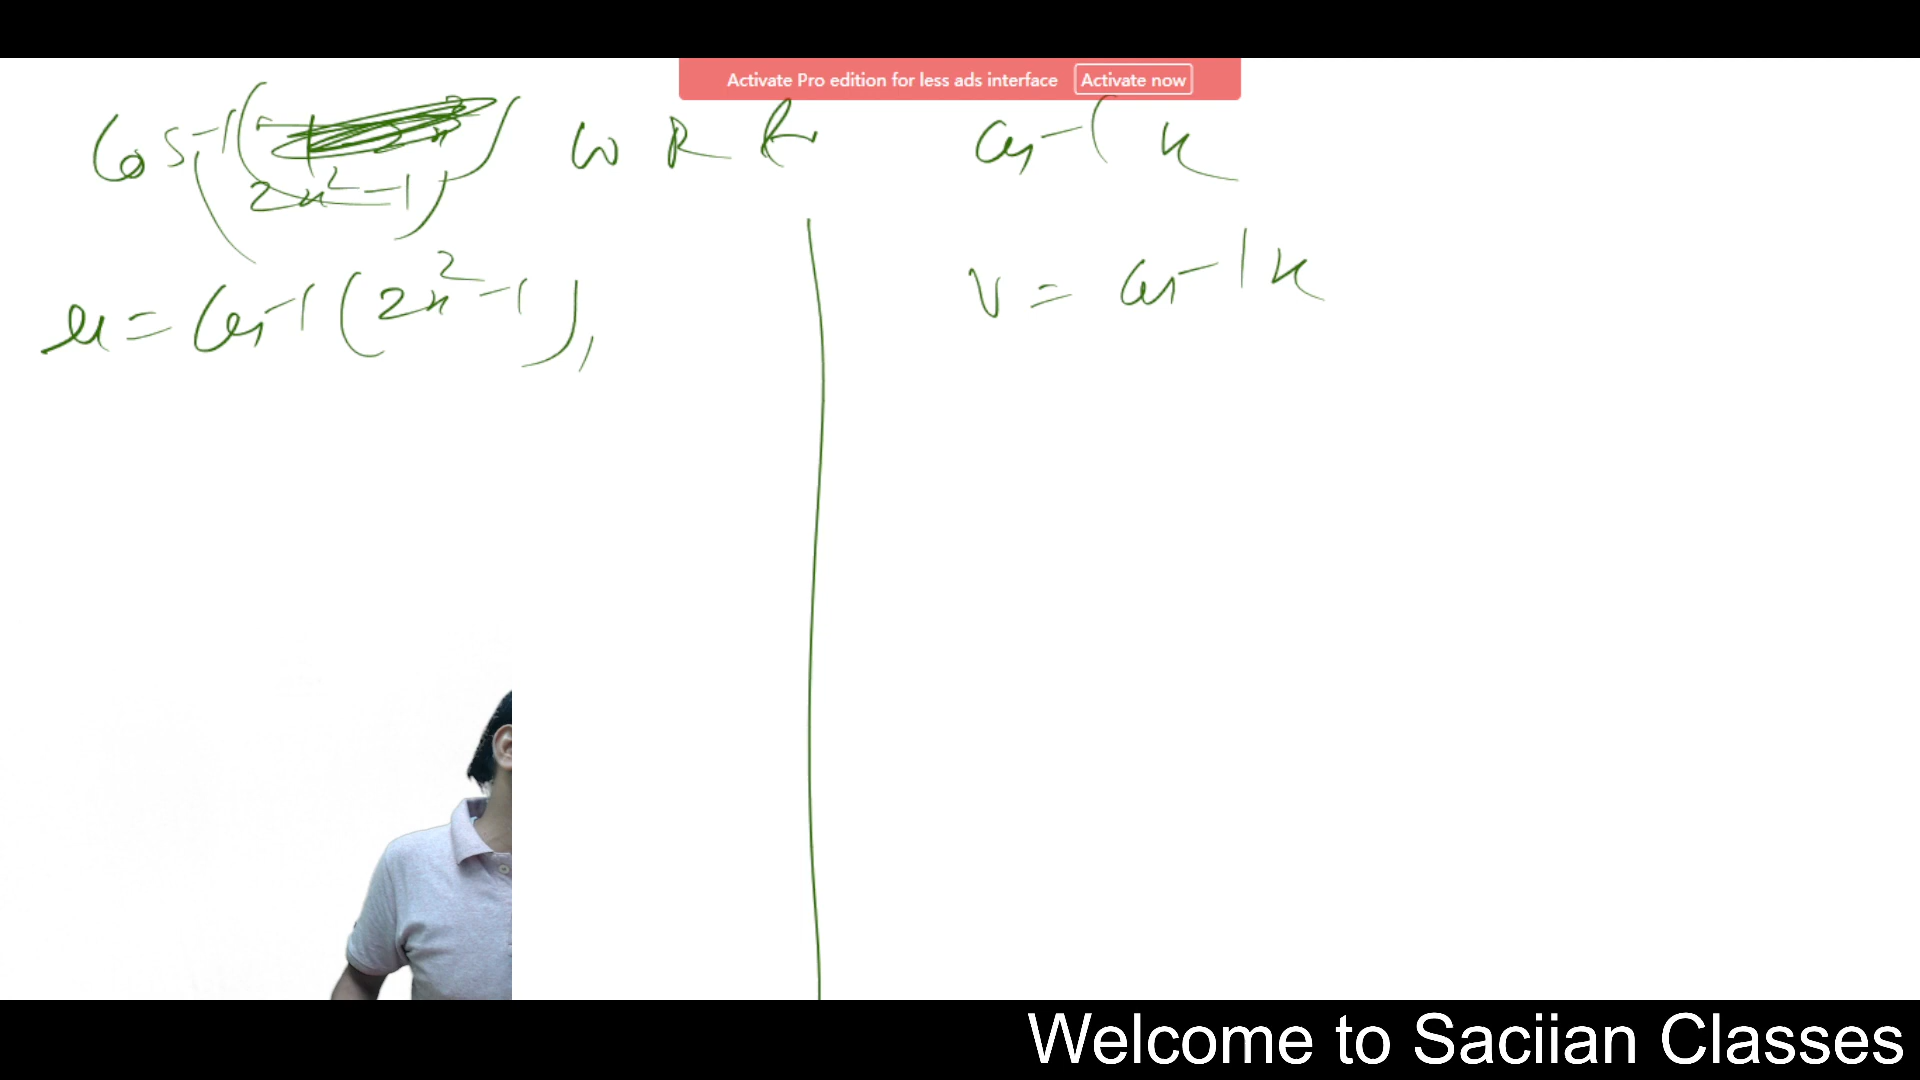 Activate Pro edition for less ads interface Activate now
Cos-1( ) W R to cos-1 x
2x²-1)
u = Cos-1 (2x²-1),
v = cos-1 x
Welcome to Saciian Classes